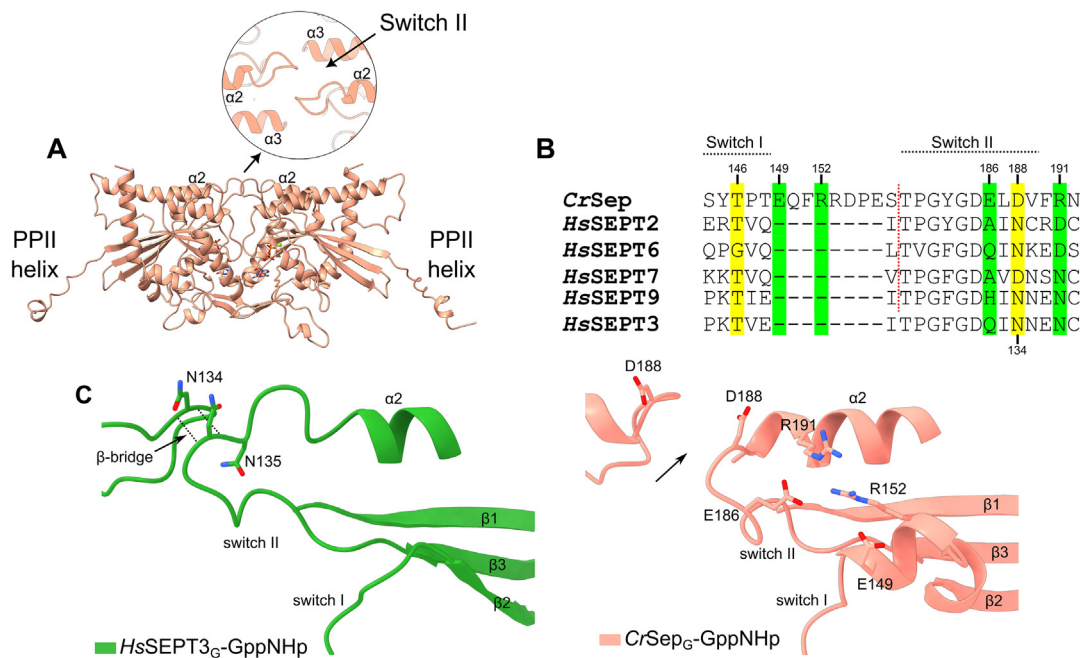 Switch II
α3
α2
α2
α3
A
α2
α2
PPII
helix
PPII
helix
B
Switch I
Switch II
146 149 152 186 188 191
CrSep SYTPTEQFRRDPESTPGYGDELDVFRN
HsSEPT2 ERTVQ---------ITPGFGDAINCRDC
HsSEPT6 QPGVQ---------LTVGFGDQINKEDS
HsSEPT7 KKTVQ---------VTPGFGDAVDNSNC
HsSEPT9 PKTIE---------ITPGFGDHINNENC
HsSEPT3 PKTVE---------ITPGFGDQINNENC
134
C
N134
α2
β-bridge
N135
β1
switch II
β3
switch I
β2
HsSEPT3G-GppNHp
D188
D188
α2
R191
R152
E186
β1
switch II
β3
E149
switch I
β2
CrSepG-GppNHp